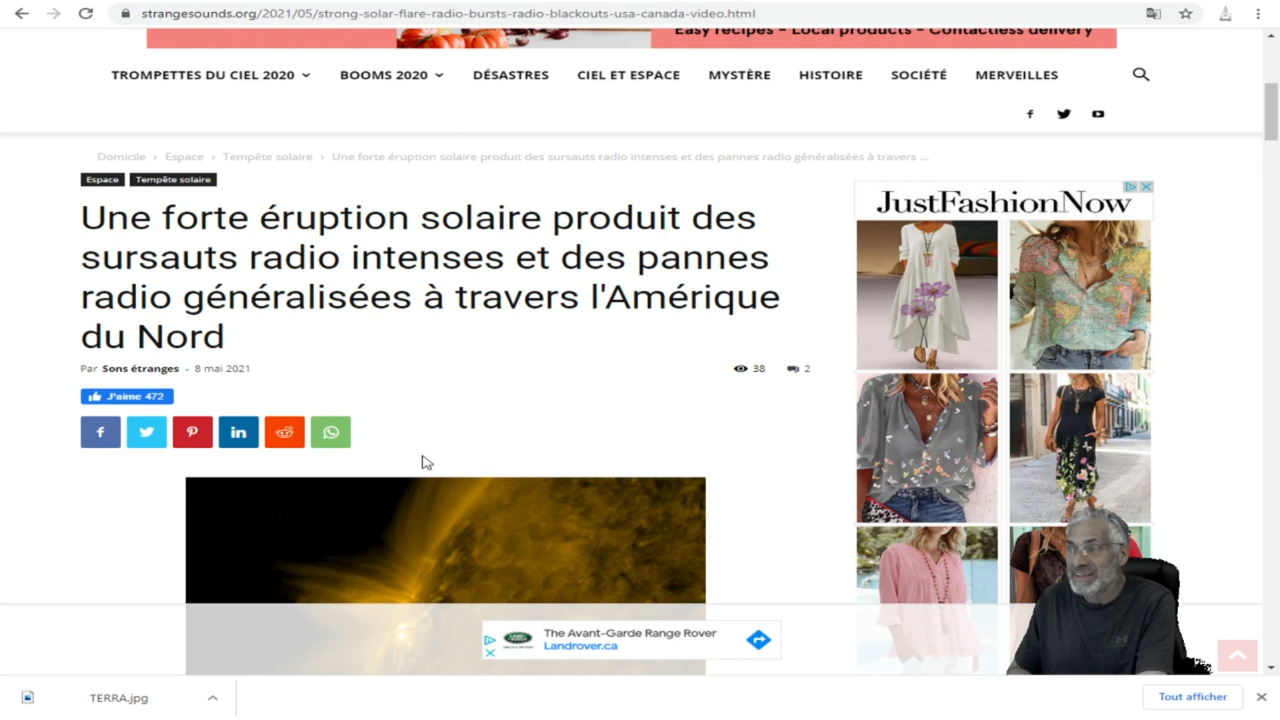 strangesounds.org/2021/05/strong-solar-flare-radio-bursts-radio-blackouts-usa-canada-video.html
Easy recipes - Local products - Contactless delivery
TROMPETTES DU CIEL 2020 BOOMS 2020 DÉSASTRES CIEL ET ESPACE MYSTÈRE HISTOIRE SOCIÉTÉ MERVEILLES
Domicile › Espace › Tempête solaire › Une forte éruption solaire produit des sursauts radio intenses et des pannes radio généralisées à travers ...
Espace Tempête solaire
JustFashionNow
Une forte éruption solaire produit des
sursauts radio intenses et des pannes
radio généralisées à travers l'Amérique
du Nord
Par Sons étranges - 8 mai 2021 38 2
J'aime 472
The Avant-Garde Range Rover
Landrover.ca
TERRA.jpg
Tout afficher